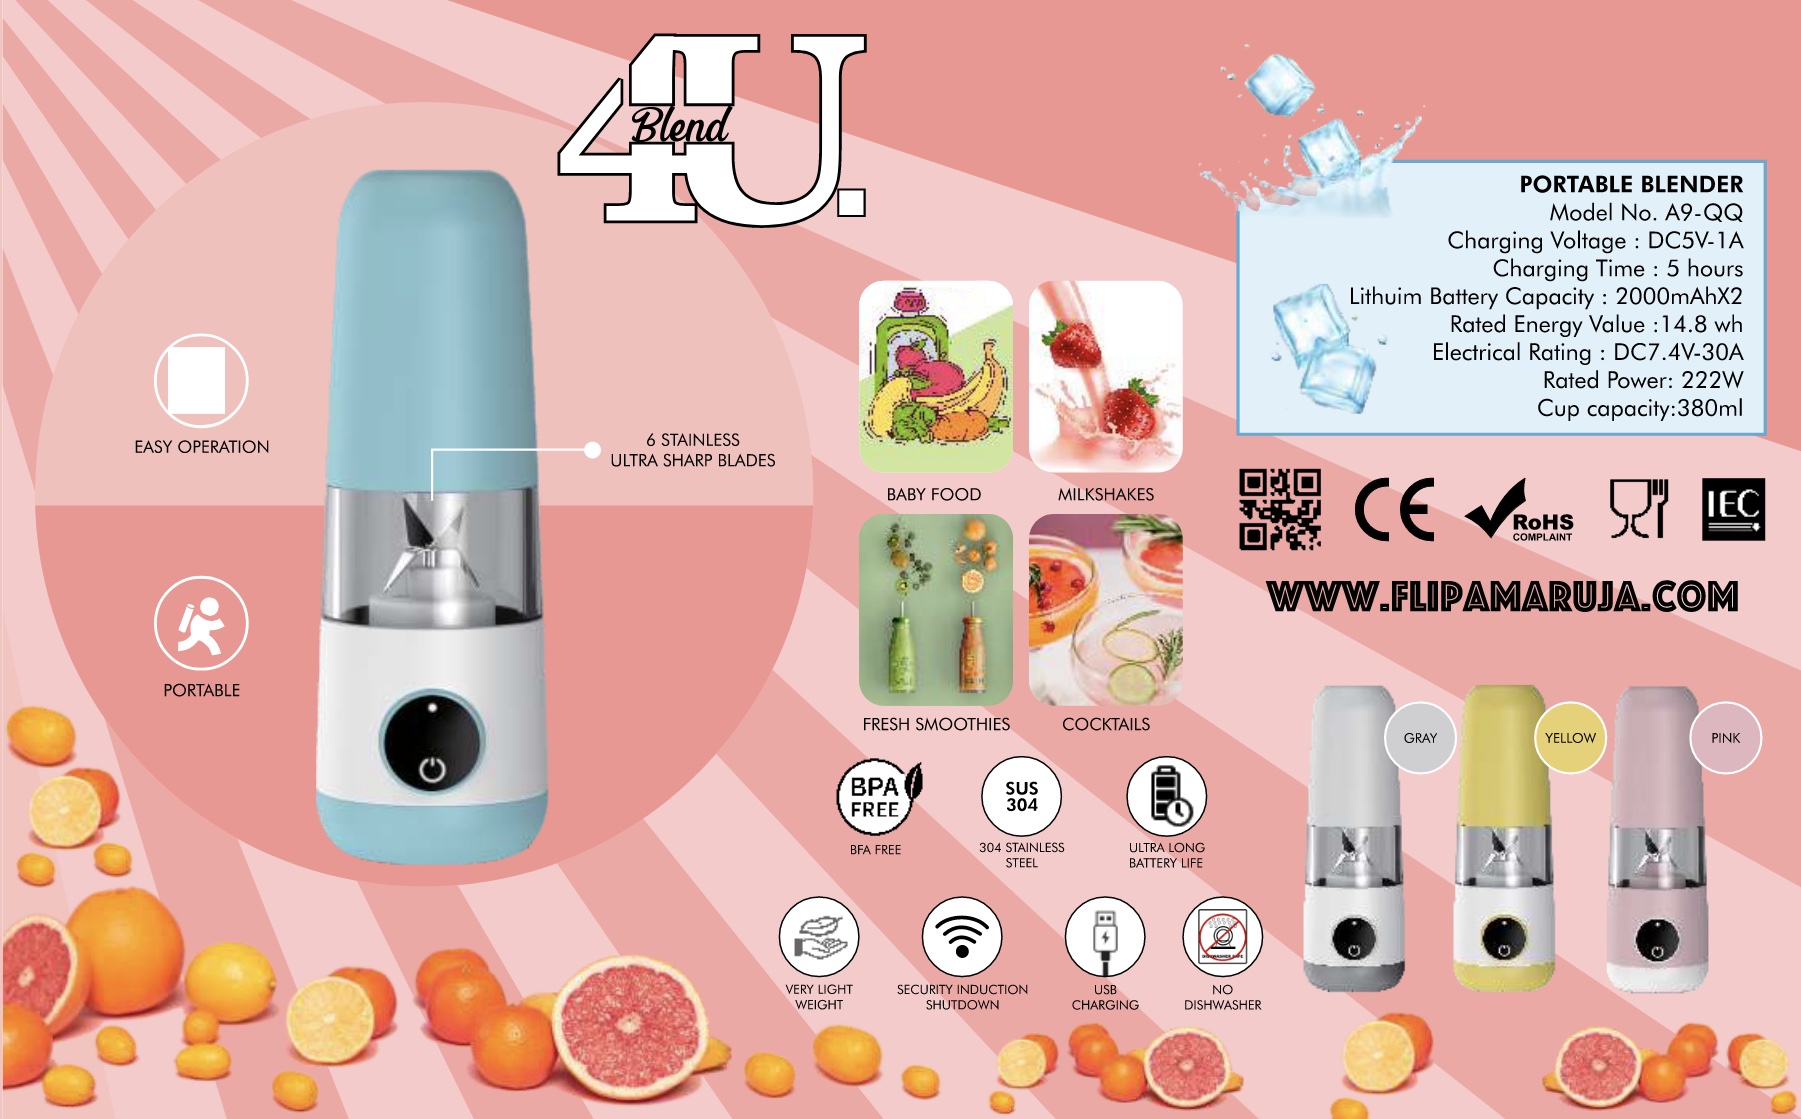 4U.
Blend
EASY OPERATION
PORTABLE
6 STAINLESS
ULTRA SHARP BLADES
BABY FOOD
MILKSHAKES
FRESH SMOOTHIES
COCKTAILS
BPA
FREE
BFA FREE
SUS
304
304 STAINLESS
STEEL
ULTRA LONG
BATTERY LIFE
VERY LIGHT
WEIGHT
SECURITY INDUCTION
SHUTDOWN
USB
CHARGING
NO
DISHWASHER
PORTABLE BLENDER
Model No. A9-QQ
Charging Voltage : DC5V-1A
Charging Time : 5 hours
Lithuim Battery Capacity : 2000mAhX2
Rated Energy Value :14.8 wh
Electrical Rating : DC7.4V-30A
Rated Power: 222W
Cup capacity:380ml
CE
RoHS
COMPLAINT
IEC
WWW.FLIPAMARUJA.COM
GRAY
YELLOW
PINK